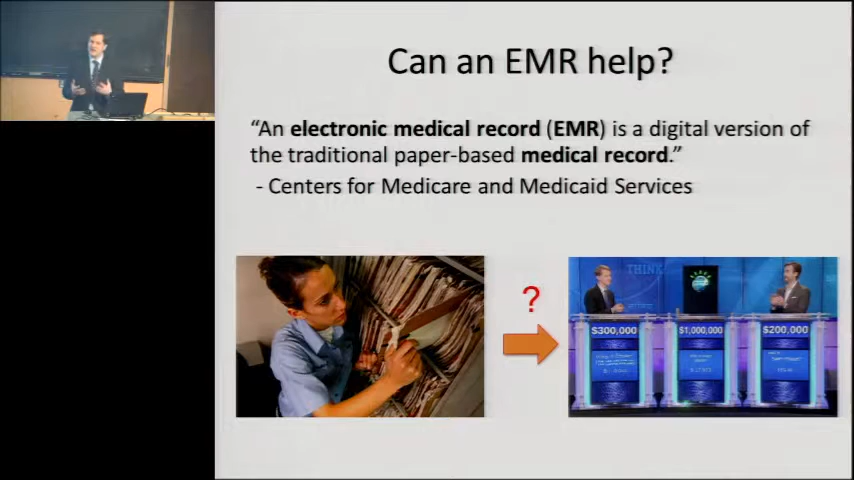 Can an EMR help?
“An electronic medical record (EMR) is a digital version of
the traditional paper-based medical record.”
- Centers for Medicare and Medicaid Services
?
THINK
$300,000
$1,000,000
$200,000